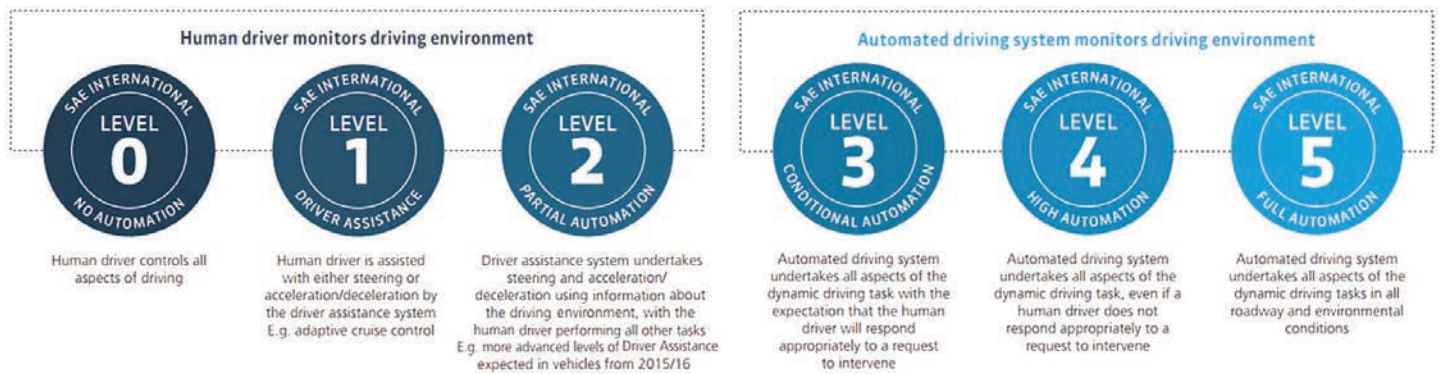 Human driver monitors driving environment
Automated driving system monitors driving environment
SAE INTERNATIONAL
LEVEL
0
NO AUTOMATION
SAE INTERNATIONAL
LEVEL
1
DRIVER ASSISTANCE
SAE INTERNATIONAL
LEVEL
2
PARTIAL AUTOMATION
SAE INTERNATIONAL
LEVEL
3
CONDITIONAL AUTOMATION
SAE INTERNATIONAL
LEVEL
4
HIGH AUTOMATION
SAE INTERNATIONAL
LEVEL
5
FULL AUTOMATION
Human driver controls all
aspects of driving
Human driver is assisted
with either steering or
acceleration/deceleration by
the driver assistance system
E.g. adaptive cruise control
Driver assistance system undertakes
steering and acceleration/
deceleration using information about
the driving environment, with the
human driver performing all other tasks
E.g. more advanced levels of Driver Assistance
expected in vehicles from 2015/16
Automated driving system
undertakes all aspects of the
dynamic driving task with the
expectation that the human
driver will respond
appropriately to a request
to intervene
Automated driving system
undertakes all aspects of the
dynamic driving task, even if a
human driver does not
respond appropriately to a
request to intervene
Automated driving system
undertakes all aspects of the
dynamic driving tasks in all
roadway and environmental
conditions